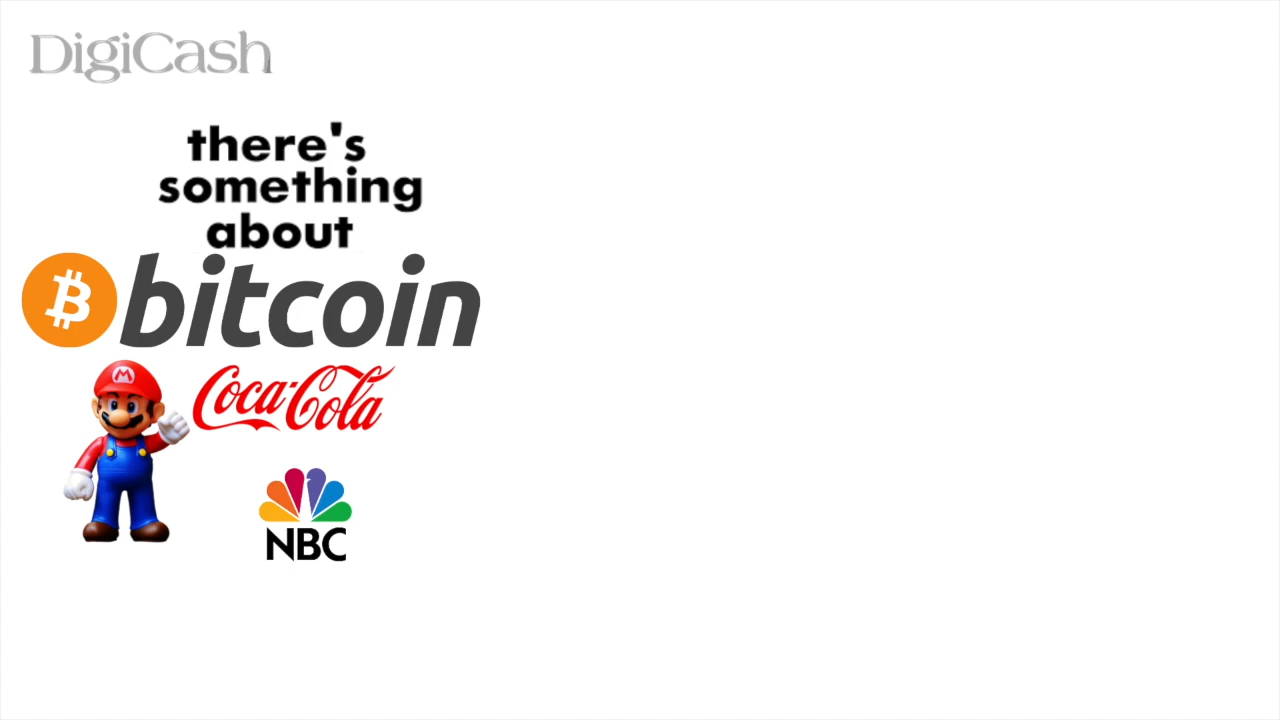 DigiCash
there's
something
about
bitcoin
M
Coca-Cola
NBC